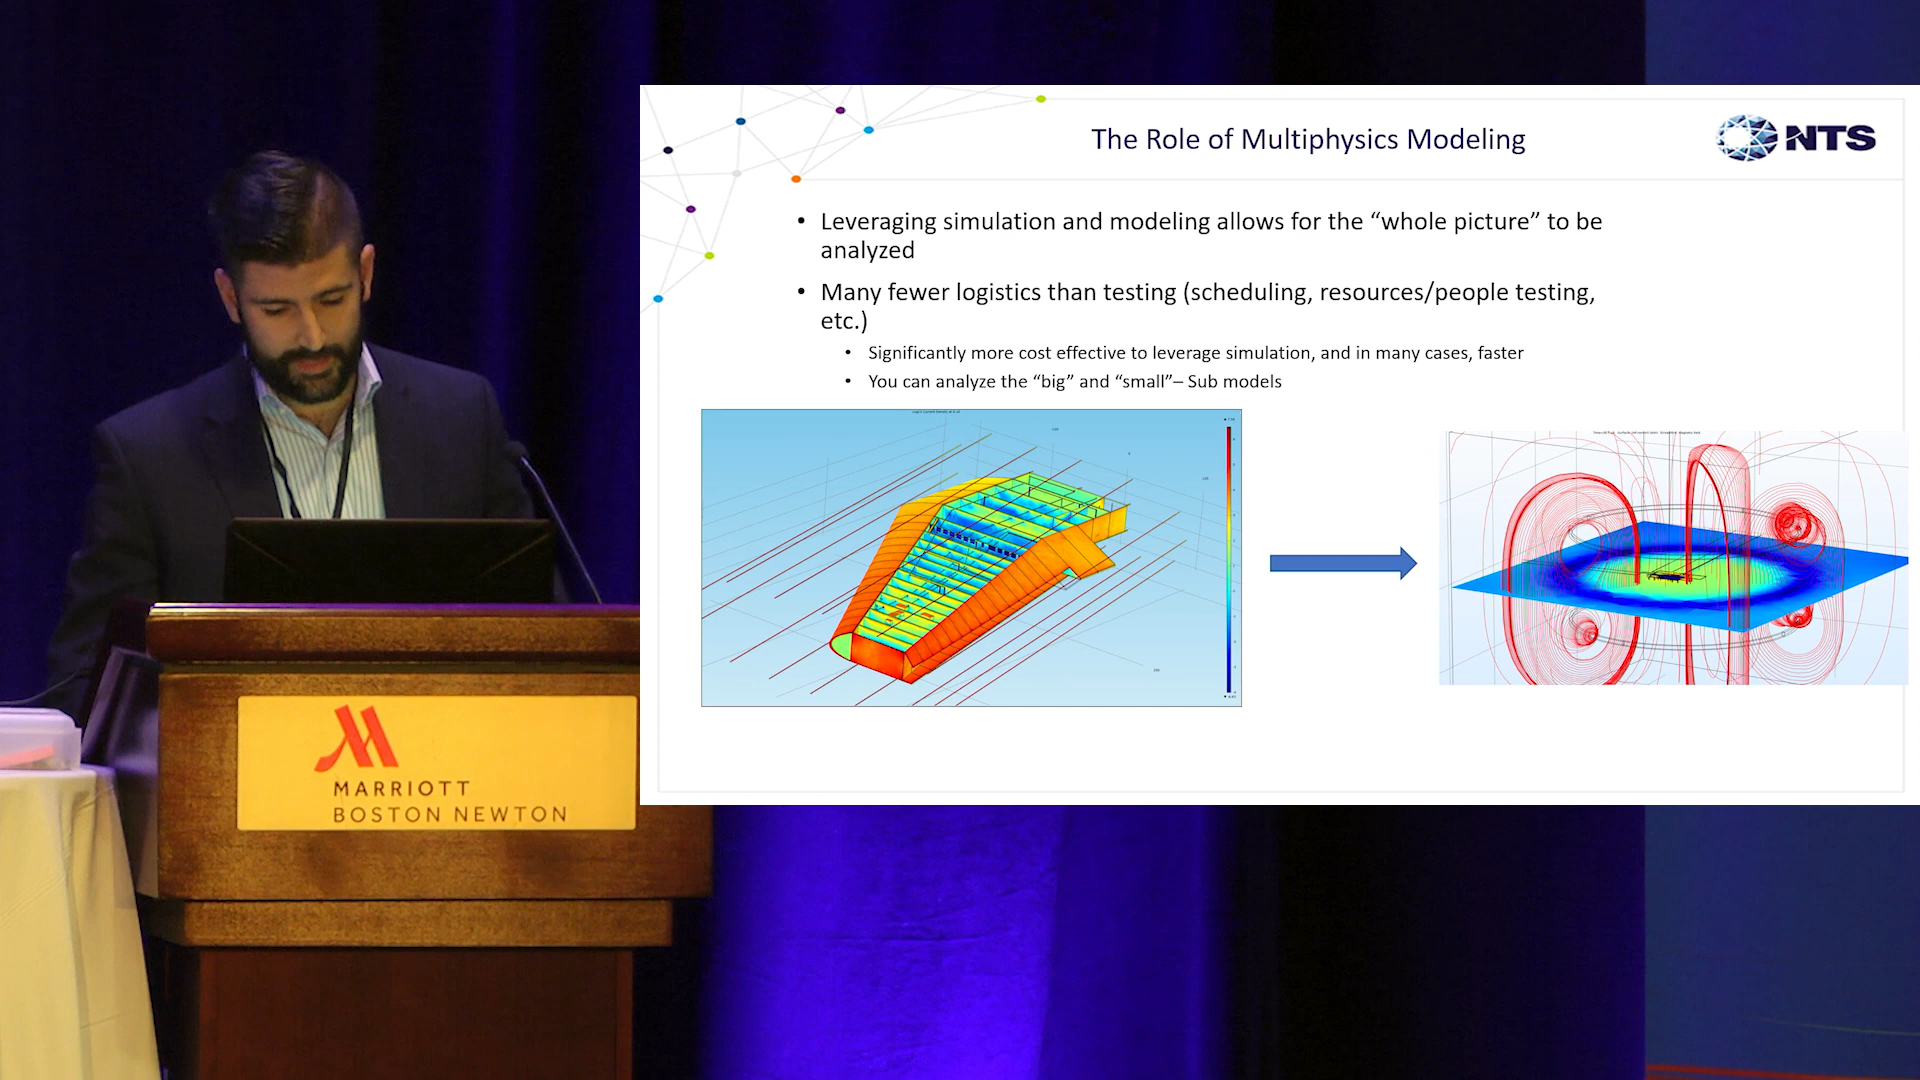 The Role of Multiphysics Modeling
NTS
• Leveraging simulation and modeling allows for the “whole picture” to be
analyzed
• Many fewer logistics than testing (scheduling, resources/people testing,
etc.)
• Significantly more cost effective to leverage simulation, and in many cases, faster
• You can analyze the “big” and “small”– Sub models
MARRIOTT
BOSTON NEWTON